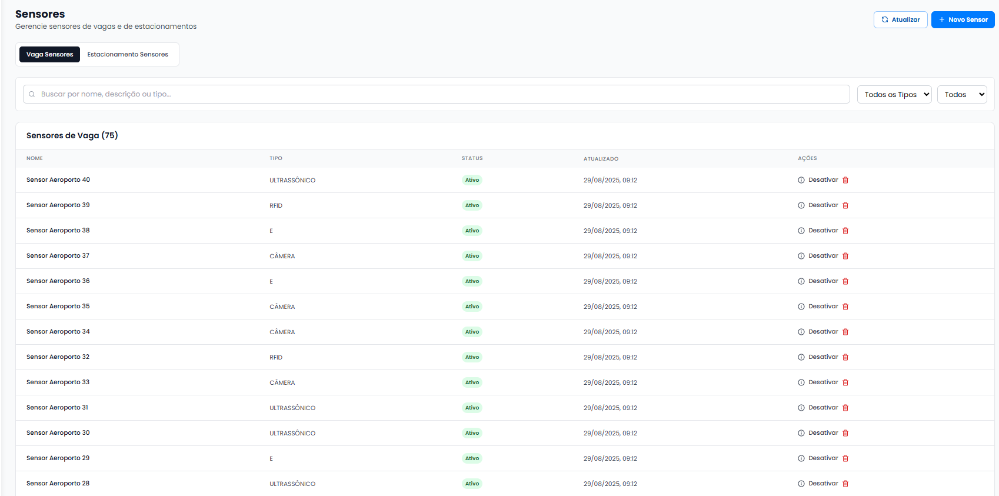 Sensores
Gerencie sensores de vagas e de estacionamentos
Atualizar
+ Novo Sensor
Vaga Sensores
Estacionamento Sensores
Buscar por nome, descrição ou tipo...
Todos os Tipos
Todos
Sensores de Vaga (75)
NOME TIPO STATUS ATUALIZADO AÇÕES
Sensor Aeroporto 40 ULTRASSÔNICO Ativo 29/08/2025, 09:12 Desativar
Sensor Aeroporto 39 RFID Ativo 29/08/2025, 09:12 Desativar
Sensor Aeroporto 38 E Ativo 29/08/2025, 09:12 Desativar
Sensor Aeroporto 37 CÂMERA Ativo 29/08/2025, 09:12 Desativar
Sensor Aeroporto 36 E Ativo 29/08/2025, 09:12 Desativar
Sensor Aeroporto 35 CÂMERA Ativo 29/08/2025, 09:12 Desativar
Sensor Aeroporto 34 CÂMERA Ativo 29/08/2025, 09:12 Desativar
Sensor Aeroporto 32 RFID Ativo 29/08/2025, 09:12 Desativar
Sensor Aeroporto 33 CÂMERA Ativo 29/08/2025, 09:12 Desativar
Sensor Aeroporto 31 ULTRASSÔNICO Ativo 29/08/2025, 09:12 Desativar
Sensor Aeroporto 30 ULTRASSÔNICO Ativo 29/08/2025, 09:12 Desativar
Sensor Aeroporto 29 E Ativo 29/08/2025, 09:12 Desativar
Sensor Aeroporto 28 ULTRASSÔNICO Ativo 29/08/2025, 09:12 Desativar